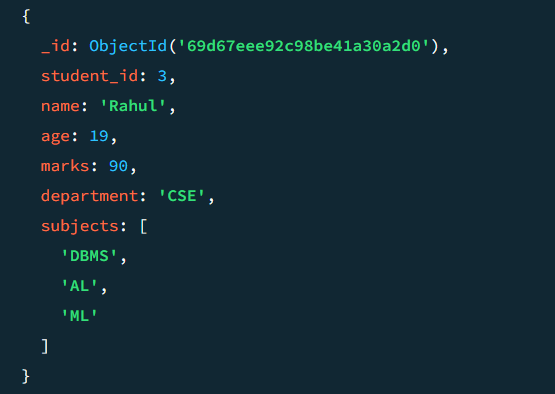 {
_id: ObjectId('69d67eee92c98be41a30a2d0'),
student_id: 3,
name: 'Rahul',
age: 19,
marks: 90,
department: 'CSE',
subjects: [
'DBMS',
'AL',
'ML'
]
}